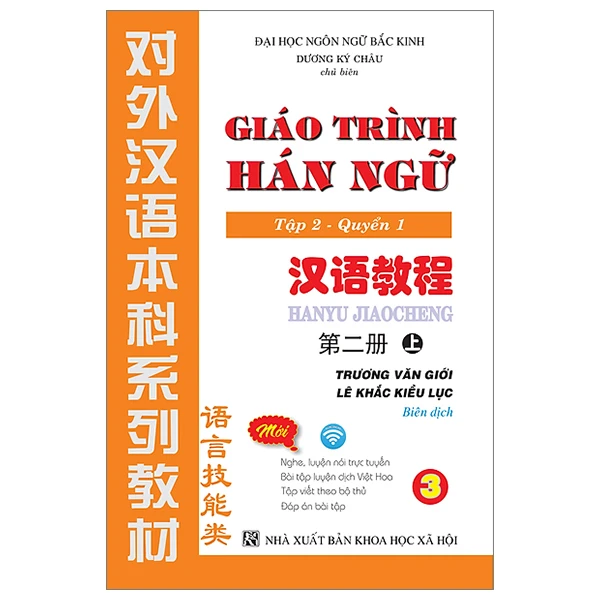 对外汉语本科系列教材
ĐẠI HỌC NGÔN NGỮ BẮC KINH
DƯƠNG KÝ CHÂU
chủ biên
GIÁO TRÌNH
HÁN NGỮ
Tập 2 - Quyển 1
汉语教程
HANYU JIAOCHENG
第二册 上
TRƯƠNG VĂN GIỚI
LÊ KHẮC KIỀU LỤC
Biên dịch
语言技能类
Mới
Nghe, luyện nói trực tuyến
Bài tập luyện dịch Việt Hoa
Tập viết theo bộ thủ
Đáp án bài tập
3
NHÀ XUẤT BẢN KHOA HỌC XÃ HỘI